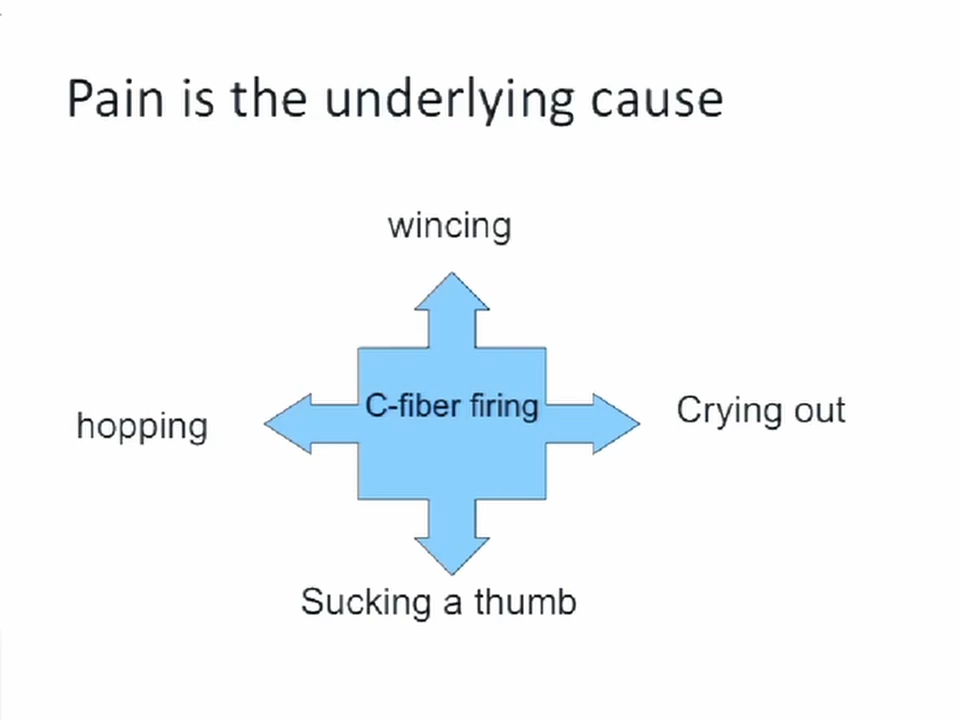 Pain is the underlying cause
wincing
C-fiber firing
hopping
Crying out
Sucking a thumb